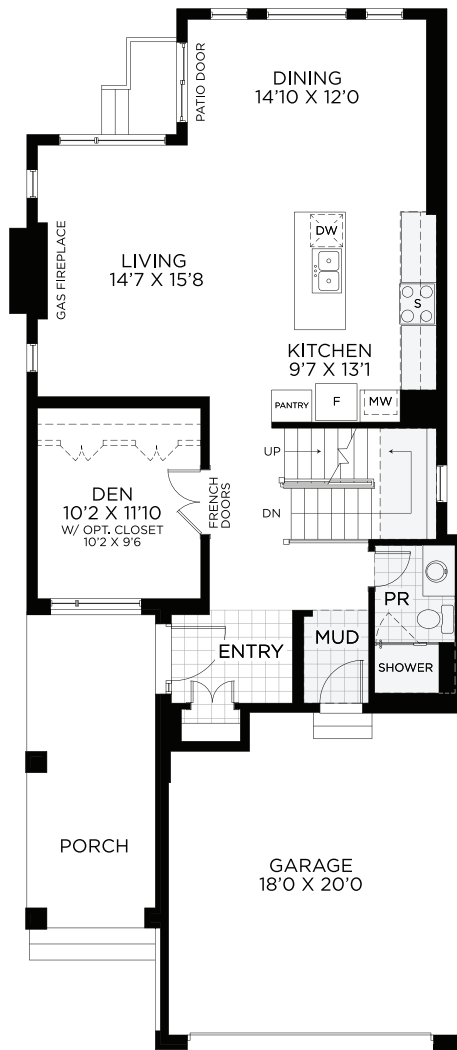 DINING
14'10 X 12'0
PATIO DOOR
DW
GAS FIREPLACE
LIVING
14'7 X 15'8
S
KITCHEN
9'7 X 13'1
PANTRY
F
MW
UP
DEN
10'2 X 11'10
W/ OPT. CLOSET
10'2 X 9'6
FRENCH
DOORS
DN
PR
ENTRY
MUD
SHOWER
PORCH
GARAGE
18'0 X 20'0